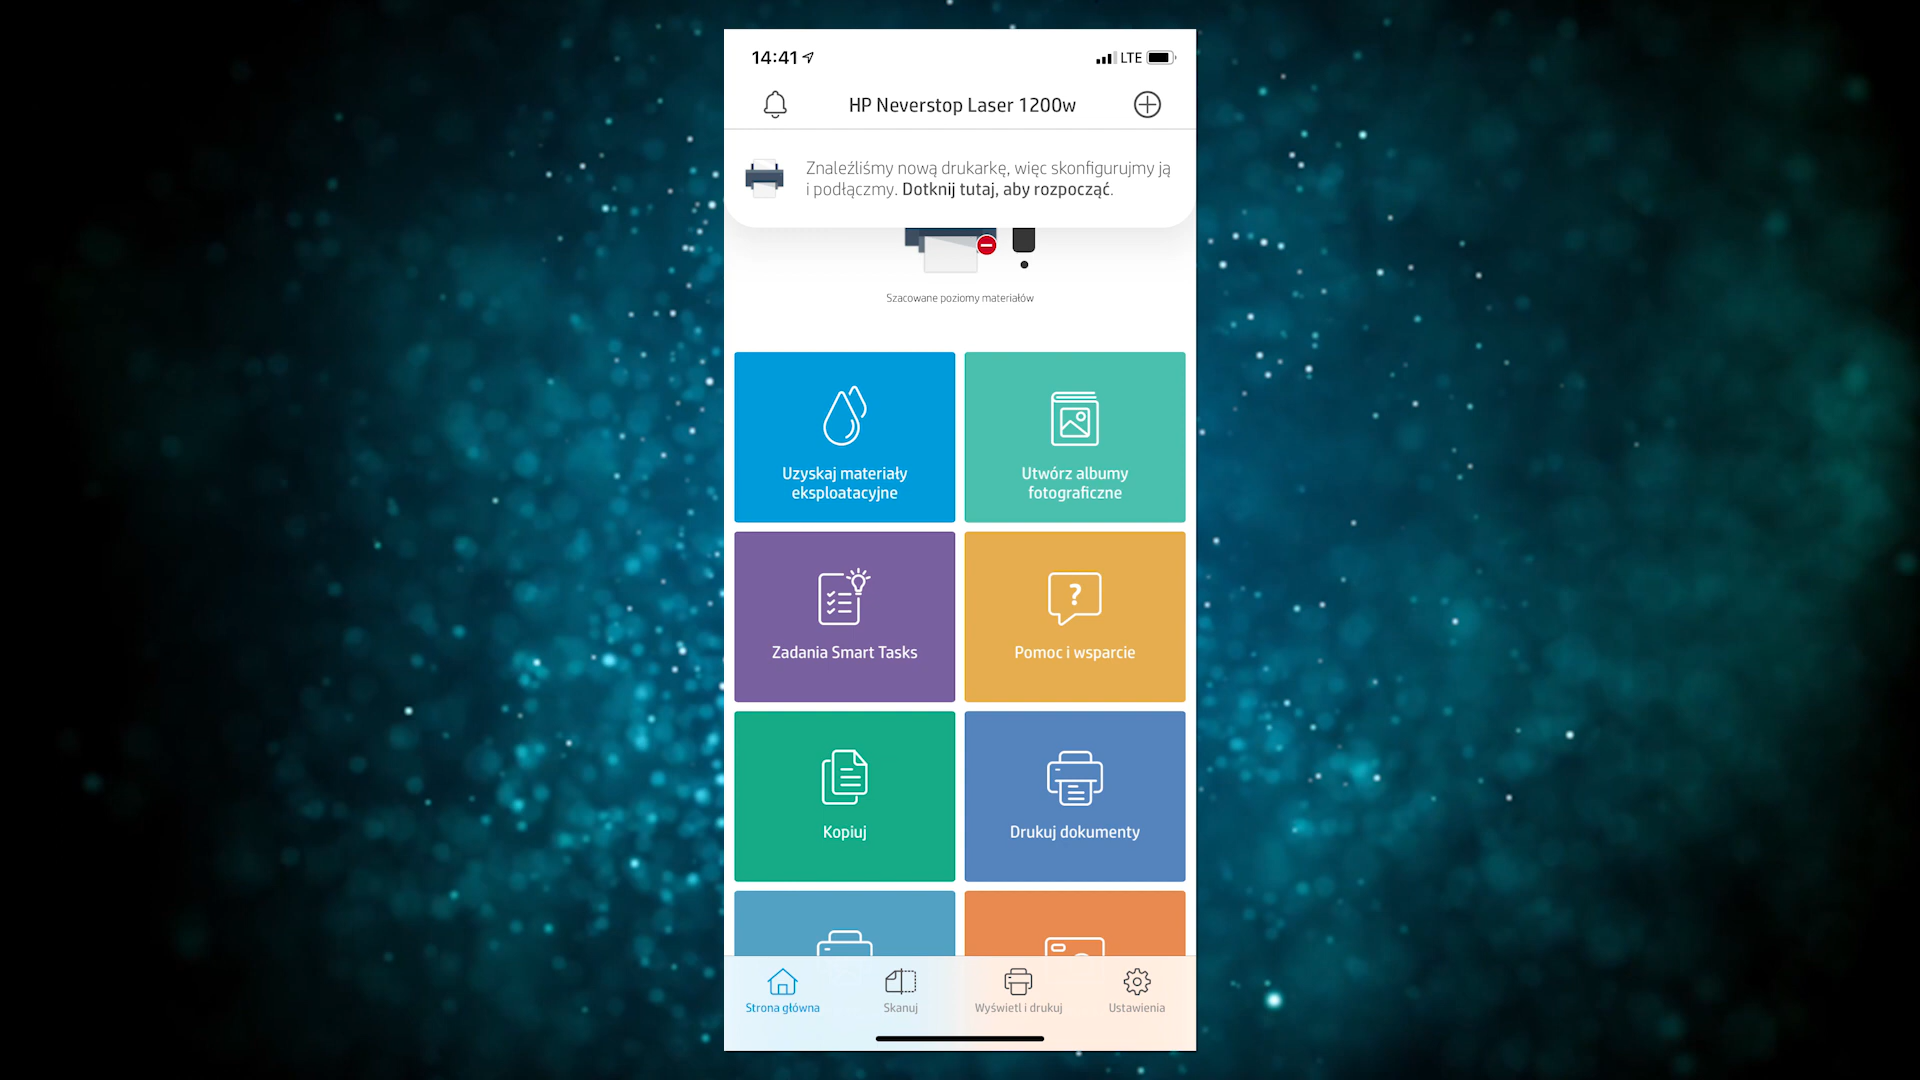 14:41
LTE
HP Neverstop Laser 1200w
Znaleźliśmy nową drukarkę, więc skonfigurujmy ją
i podłączmy. Dotknij tutaj, aby rozpocząć.
Szacowane poziomy materiałów
Uzyskaj materiały
eksploatacyjne
Utwórz albumy
fotograficzne
Zadania Smart Tasks
Pomoc i wsparcie
Kopiuj
Drukuj dokumenty
Strona główna
Skanuj
Wyświetl i drukuj
Ustawienia